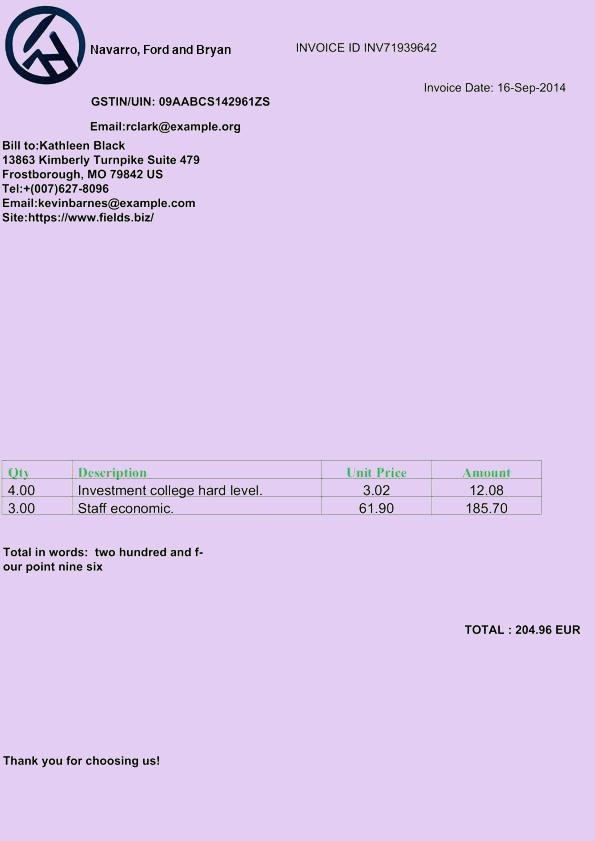 Navarro, Ford and Bryan
INVOICE ID INV71939642
Invoice Date: 16-Sep-2014
GSTIN/UIN: 09AABCS142961ZS
Email:rclark@example.org
Bill to:Kathleen Black
13863 Kimberly Turnpike Suite 479
Frostborough, MO 79842 US
Tel:+(007)627-8096
Email:kevinbarnes@example.com
Site:https://www.fields.biz/
Qty Description Unit Price Amount
4.00 Investment college hard level. 3.02 12.08
3.00 Staff economic. 61.90 185.70
Total in words:  two hundred and f-
our point nine six
TOTAL : 204.96 EUR
Thank you for choosing us!